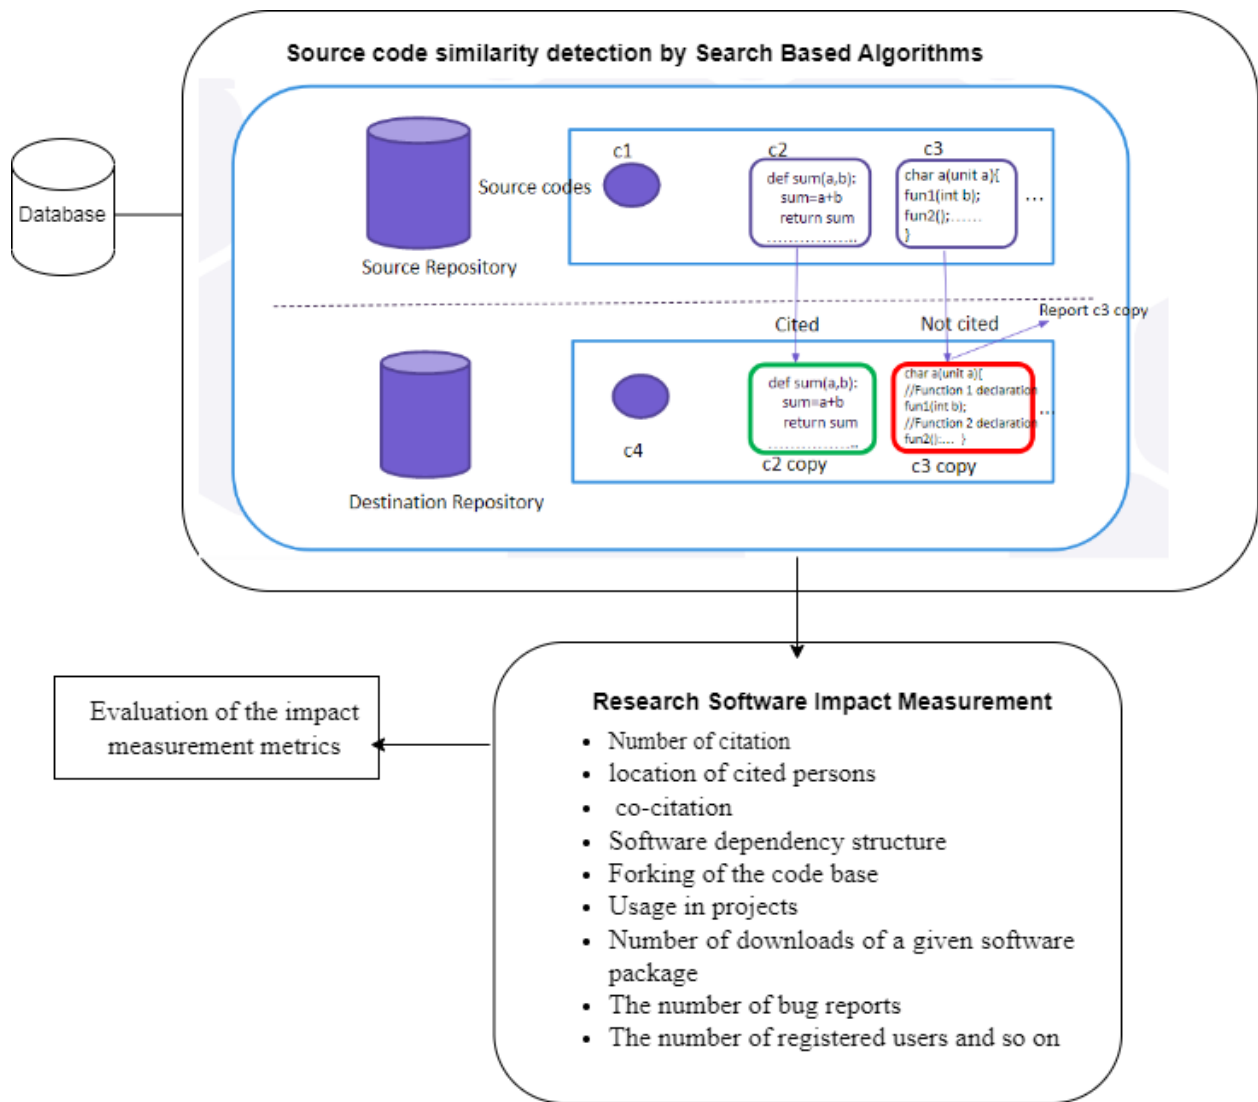 Source code similarity detection by Search Based Algorithms
Database
Source codes
Source Repository
c1
c2
def sum(a,b):
sum=a+b
return sum
................
c3
char a(unit a){
fun1(int b);
fun2();......
}
...
Cited
Not cited
Report c3 copy
Destination Repository
c4
def sum(a,b):
sum=a+b
return sum
................
c2 copy
char a(unit a){
//Function 1 declaration
fun1(int b);
//Function 2 declaration
fun2():... }
c3 copy
...
Research Software Impact Measurement
• Number of citation
• location of cited persons
• co-citation
• Software dependency structure
• Forking of the code base
• Usage in projects
• Number of downloads of a given software
package
• The number of bug reports
• The number of registered users and so on
Evaluation of the impact
measurement metrics